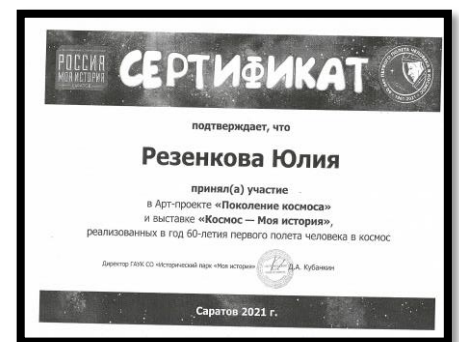 РОССИЯ
МОЯ ИСТОРИЯ
СЕРТИФИКАТ
подтверждает, что
Резенкова Юлия
принял(а) участие
в Арт-проекте «Поколение космоса»
и выставке «Космос — Моя история»,
реализованных в год 60-летия первого полета человека в космос
Директор ГАУК СО «Исторический парк «Моя история» Д.А. Кубанкин
Саратов 2021 г.